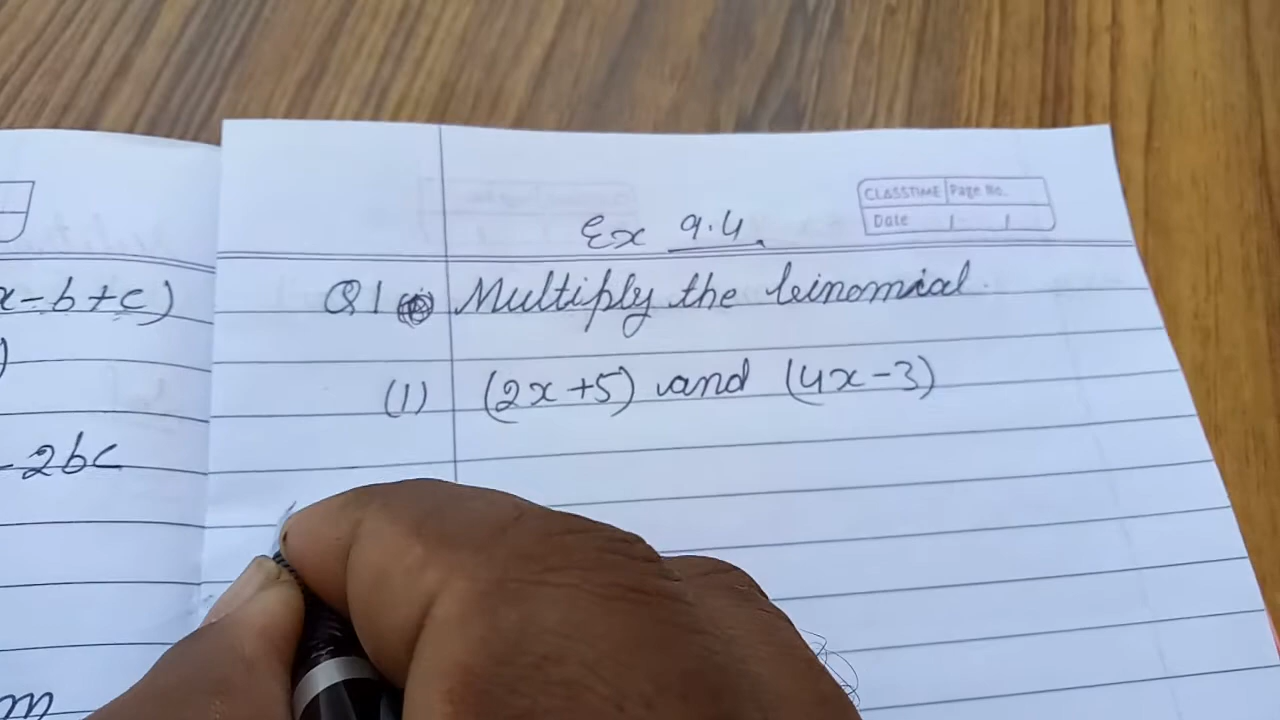 x-b+c)
)
-2bc
m
CLASSTIME Page No.
Date / /
Ex 9.4.
Q1 Multiply the binomial.
(1) (2x+5) and (4x-3)